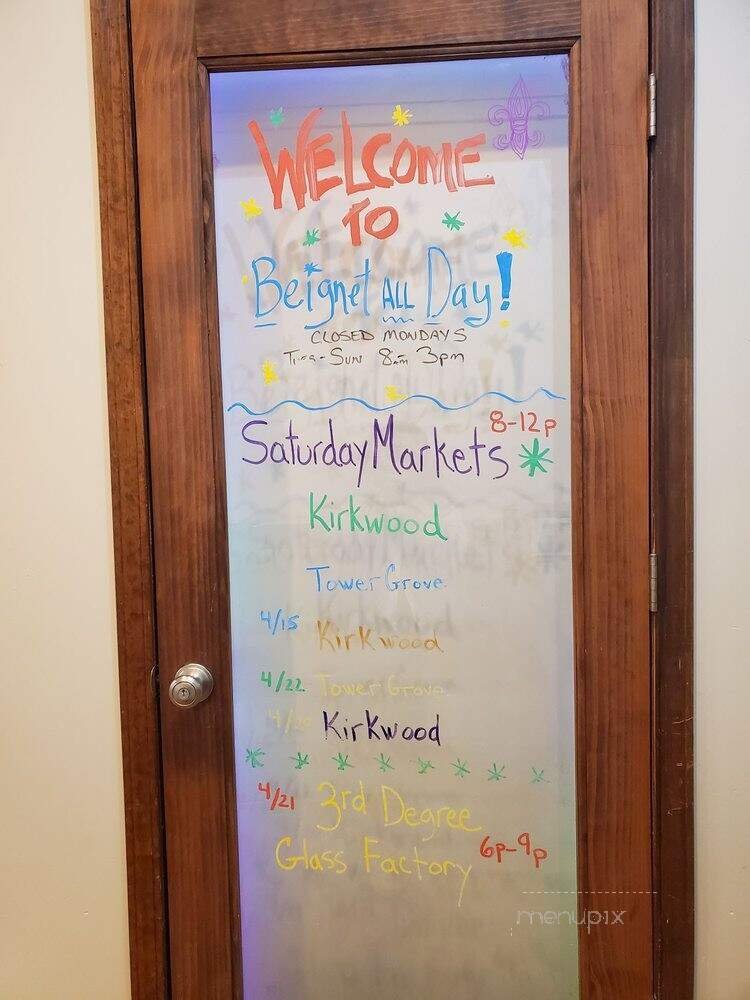 WELCOME
TO
Beignet ALL Day!
CLOSED MONDAYS
Tues-Sun 8am 3pm
8-12p
Saturday Markets
Kirkwood
Tower Grove
4/15 Kirkwood
4/22 Tower Grove
Kirkwood
4/21 3rd Degree
Glass Factory 6p-9p
menupix